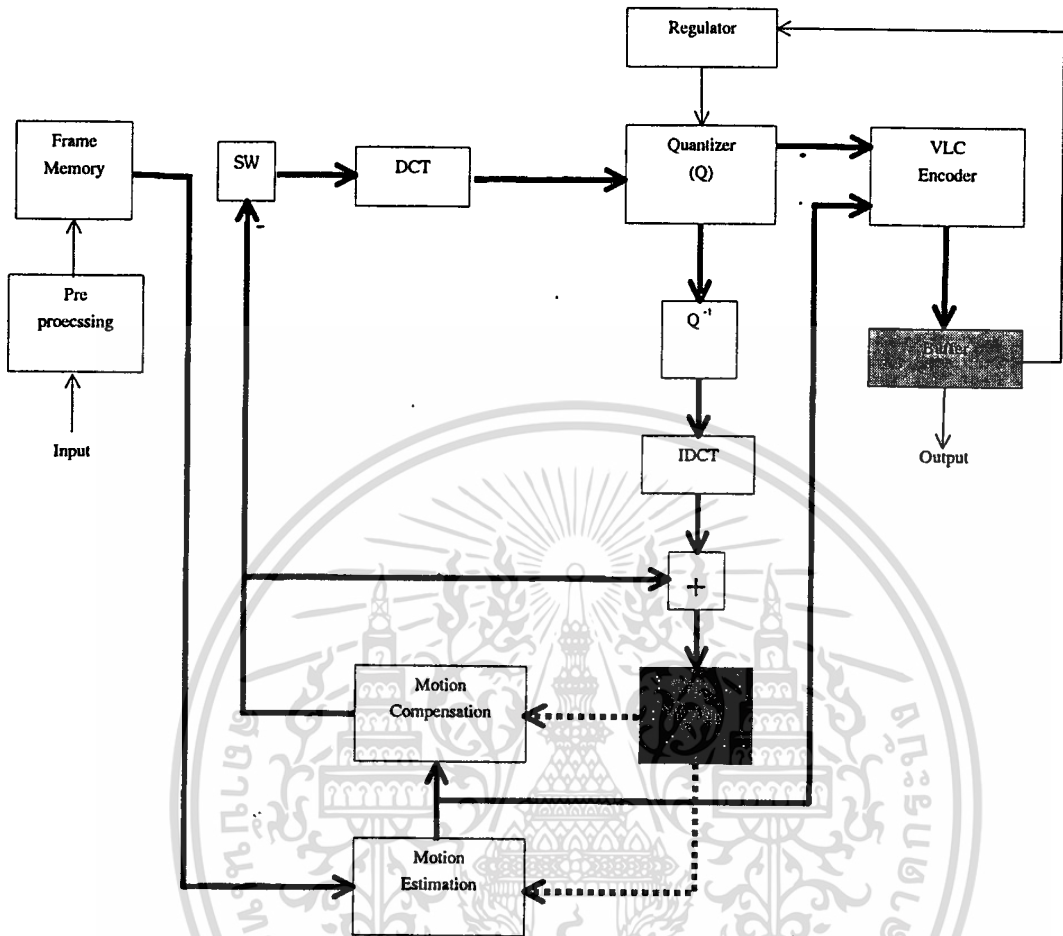 Regulator
Frame
Memory
SW
DCT
Quantizer
(Q)
VLC
Encoder
Pre
proecssing
Q⁻¹
Buffer
Input
IDCT
Output
+
Motion
Compensation
Motion
Estimation